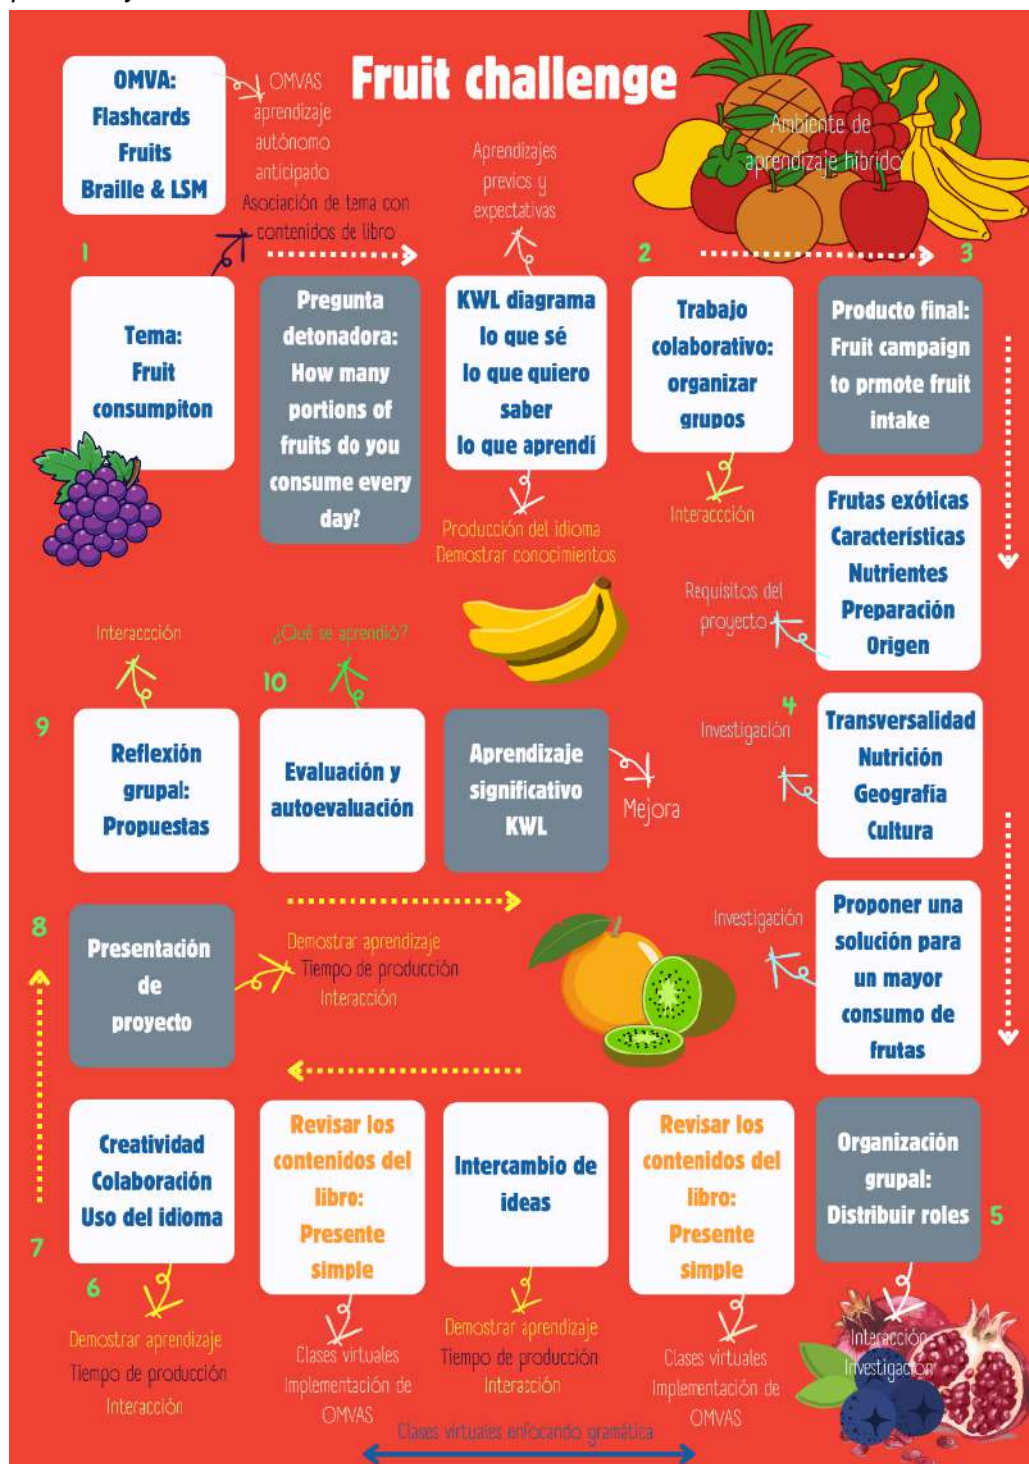 Fruit challenge
OMVA:
Flashcards
Fruits
Braille & LSM
OMVAS
aprendizaje
autónomo
anticipado
Asociación de tema con
contenidos de libro
Aprendizajes
previos y
expectativas
Ambiente de
aprendizaje híbrido
1
Tema:
Fruit
consumpiton
Pregunta
detonadora:
How many
portions of
fruits do you
consume every
day?
KWL diagrama
lo que sé
lo que quiero
saber
lo que aprendí
Producción del idioma
Demostrar conocimientos
2
Trabajo
colaborativo:
organizar
grupos
Interaccción
3
Producto final:
Fruit campaign
to prmote fruit
intake
Frutas exóticas
Características
Nutrientes
Preparación
Origen
Requisitos del
proyecto
4
Transversalidad
Nutrición
Geografía
Cultura
Investigación
Proponer una
solución para
un mayor
consumo de
frutas
Investigación
Organización
grupal:
Distribuir roles
5
Interacción
Investigación
Revisar los
contenidos del
libro:
Presente
simple
Clases virtuales
Implementación de
OMVAS
Intercambio de
ideas
Demostrar aprendizaje
Tiempo de producción
Interacción
Revisar los
contenidos del
libro:
Presente
simple
Clases virtuales
Implementación de
OMVAS
Clases virtuales enfocando gramática
6
Creatividad
Colaboración
Uso del idioma
7
Demostrar aprendizaje
Tiempo de producción
Interacción
8
Presentación
de
proyecto
Demostrar aprendizaje
Tiempo de producción
Interacción
9
Reflexión
grupal:
Propuestas
Interaccción
10
Evaluación y
autoevaluación
¿Qué se aprendió?
Aprendizaje
significativo
KWL
Mejora